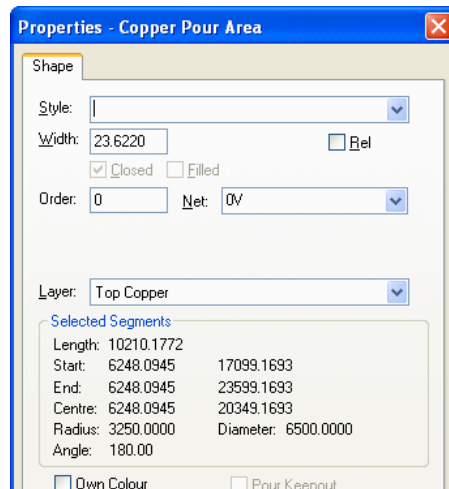 Properties - Copper Pour Area
Shape
Style:
Width: 23.6220 Rel
Closed Filled
Order: 0 Net: 0V
Layer: Top Copper
Selected Segments
Length: 10210.1772
Start: 6248.0945 17099.1693
End: 6248.0945 23599.1693
Centre: 6248.0945 20349.1693
Radius: 3250.0000 Diameter: 6500.0000
Angle: 180.00
Own Colour Pour Keepout